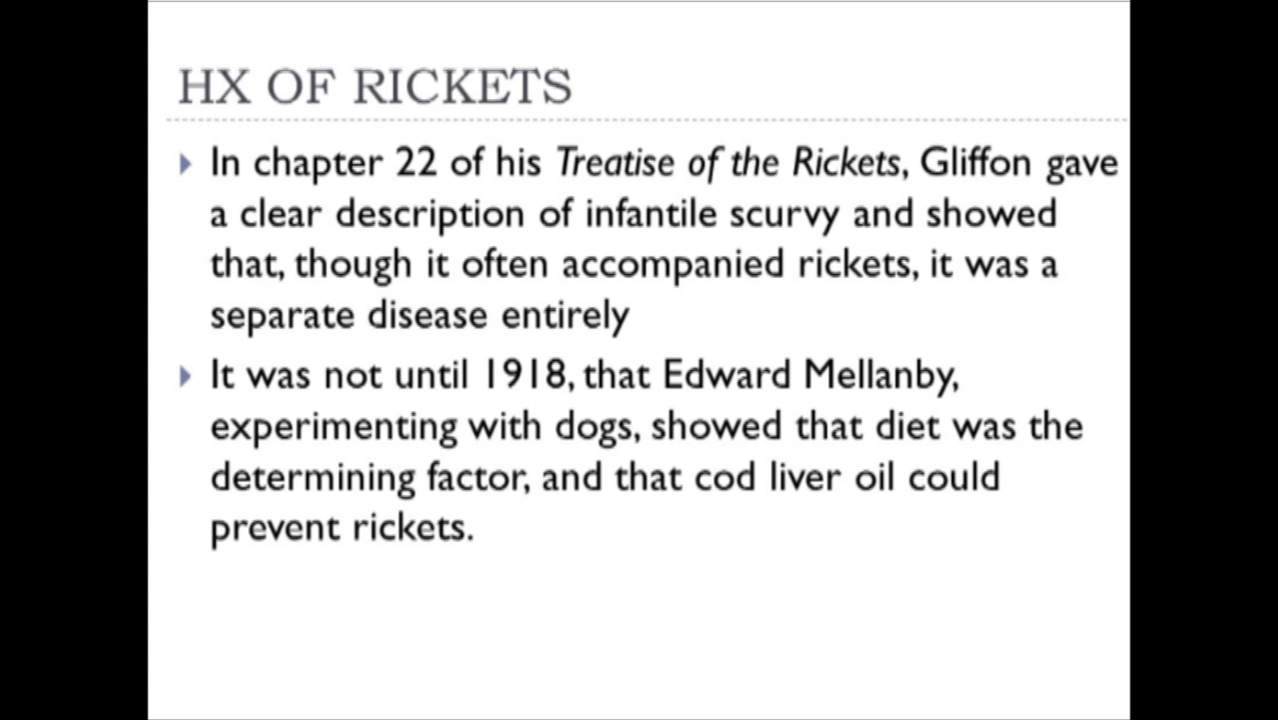 HX OF RICKETS
In chapter 22 of his Treatise of the Rickets, Gliffon gave
a clear description of infantile scurvy and showed
that, though it often accompanied rickets, it was a
separate disease entirely
It was not until 1918, that Edward Mellanby,
experimenting with dogs, showed that diet was the
determining factor, and that cod liver oil could
prevent rickets.